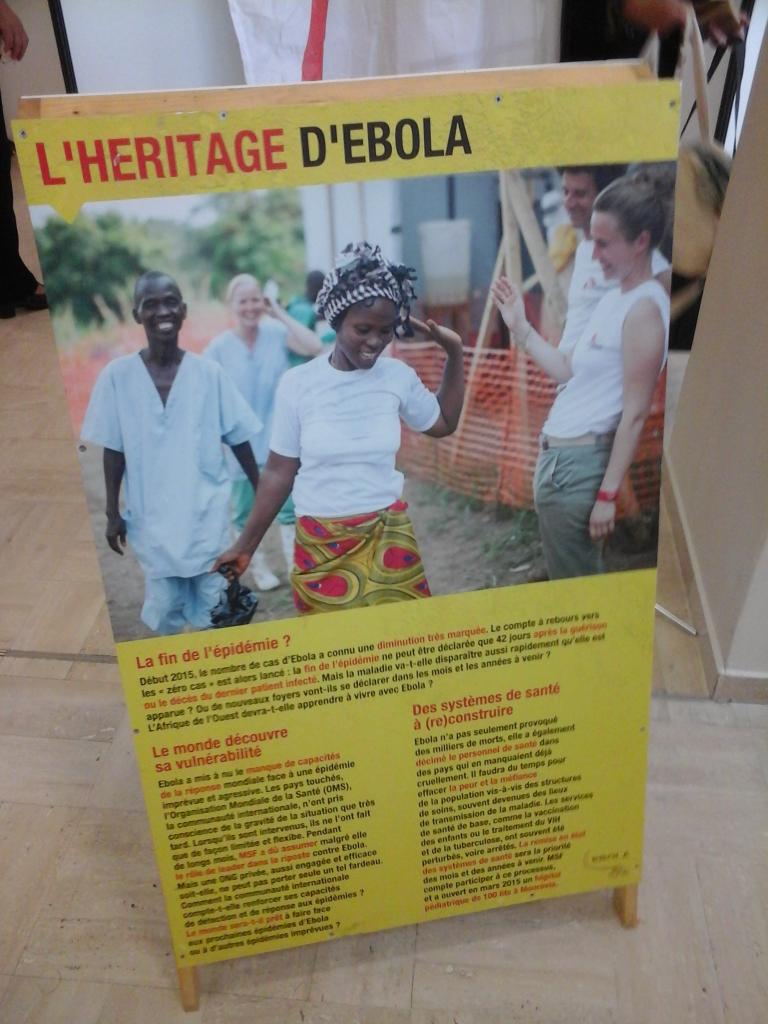 L'HERITAGE D'EBOLA
La fin de l'épidémie ?
Début 2015, le nombre de cas d'Ebola a connu une diminution très marquée. Le compte à rebours vers
les « zéro cas » est alors lancé : la fin de l'épidémie ne peut être déclarée que 42 jours après la guérison
ou le décès du dernier patient infecté. Mais la maladie va-t-elle disparaître aussi rapidement qu'elle est
apparue ? Ou de nouveaux foyers vont-ils se déclarer dans les mois et les années à venir ?
L'Afrique de l'Ouest devra-t-elle apprendre à vivre avec Ebola ?
Le monde découvre
sa vulnérabilité
Ebola a mis à nu le manque de capacités
de la réponse mondiale face à une épidémie
imprévue et agressive. Les pays touchés,
l'Organisation Mondiale de la Santé (OMS),
la communauté internationale, n'ont pris
conscience de la gravité de la situation que très
tard. Lorsqu'ils sont intervenus, ils ne l'ont fait
que de façon limitée et flexible. Pendant
de longs mois, MSF a dû assumer malgré elle
le rôle de leader dans la riposte contre Ebola.
Mais une ONG privée, aussi engagée et efficace
soit-elle, ne peut pas porter seule un tel fardeau.
Comment la communauté internationale
compte-t-elle renforcer ses capacités
de détection et de réponse aux épidémies ?
Le monde sera-t-il prêt à faire face
aux prochaines épidémies d'Ebola
ou à d'autres épidémies imprévues ?
Des systèmes de santé
à (re)construire
Ebola n'a pas seulement provoqué
des milliers de morts, elle a également
décimé le personnel de santé dans
des pays qui en manquaient déjà
cruellement. Il faudra du temps pour
effacer la peur et la méfiance
de la population vis-à-vis des structures
de soins, souvent devenues des lieux
de transmission de la maladie. Les services
de santé de base, comme la vaccination
des enfants ou le traitement du VIH
et de la tuberculose, ont souvent été
perturbés, voire arrêtés. La remise en état
des systèmes de santé sera la priorité
des mois et des années à venir. MSF
compte participer à ce processus,
et a ouvert en mars 2015 un hôpital
pédiatrique de 100 lits à Monrovia.